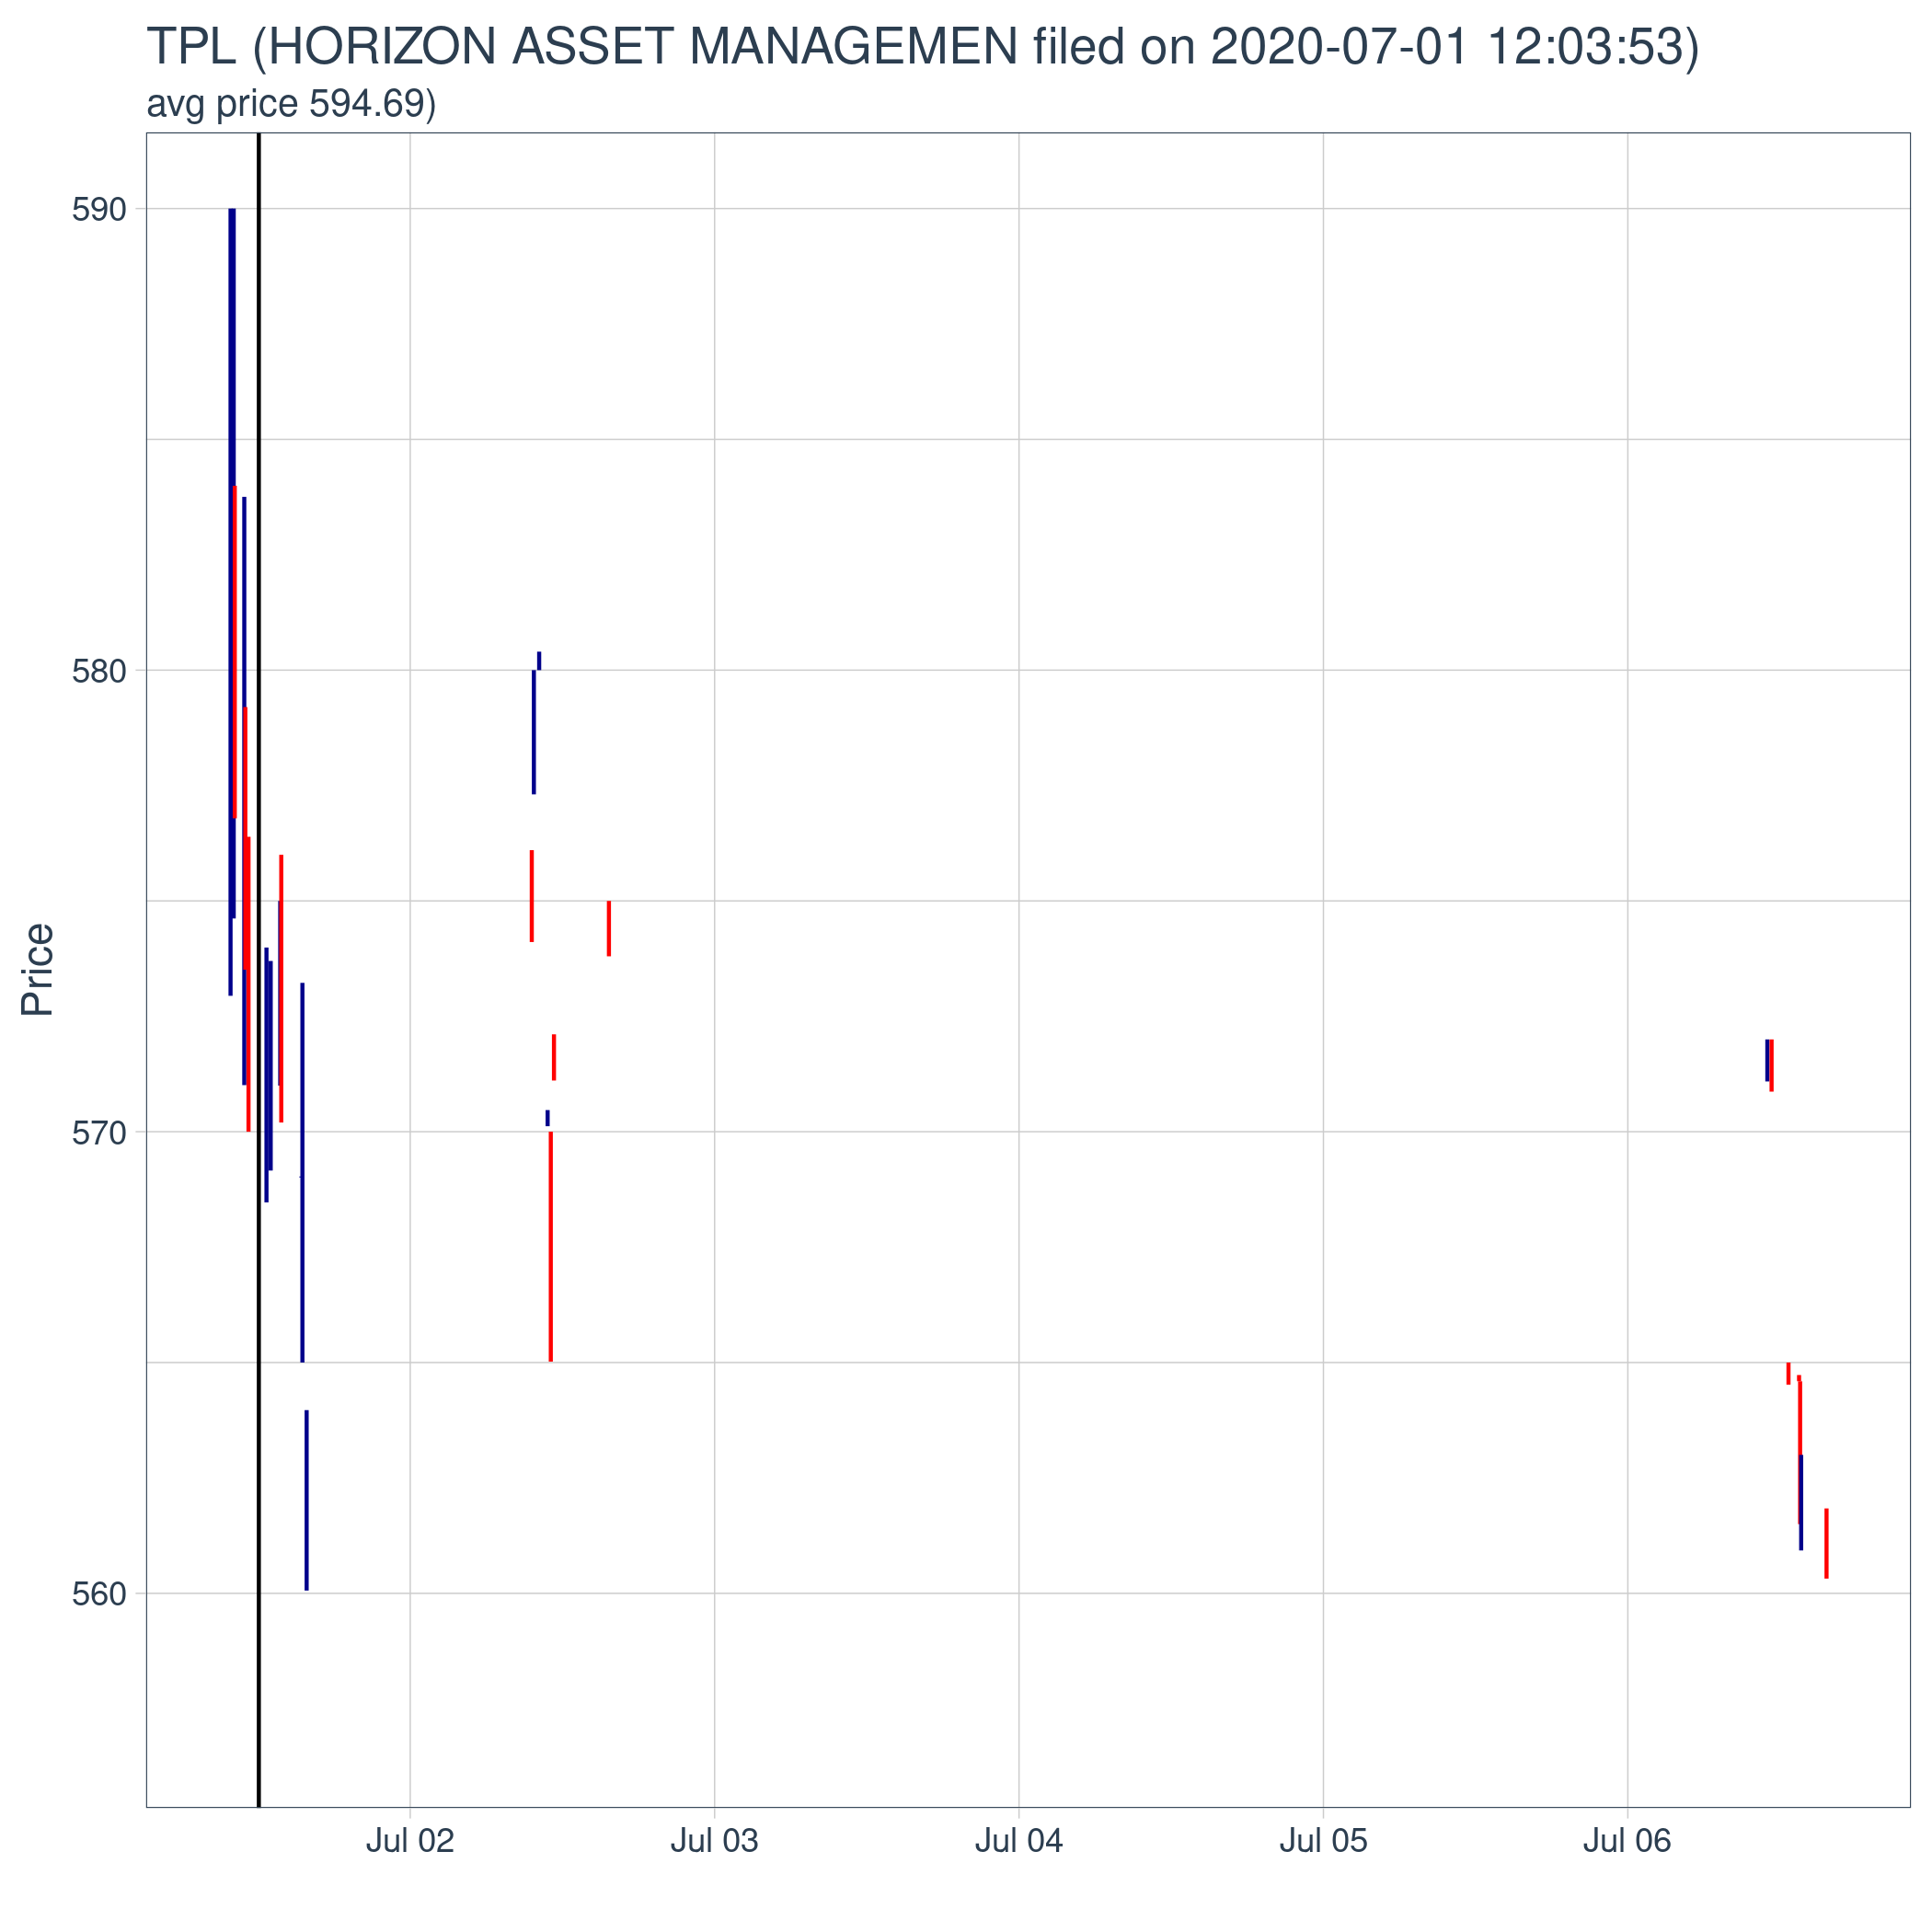 TPL (HORIZON ASSET MANAGEMEN filed on 2020-07-01 12:03:53)
avg price 594.69)
590
580
570
560
Price
Jul 02 Jul 03 Jul 04 Jul 05 Jul 06